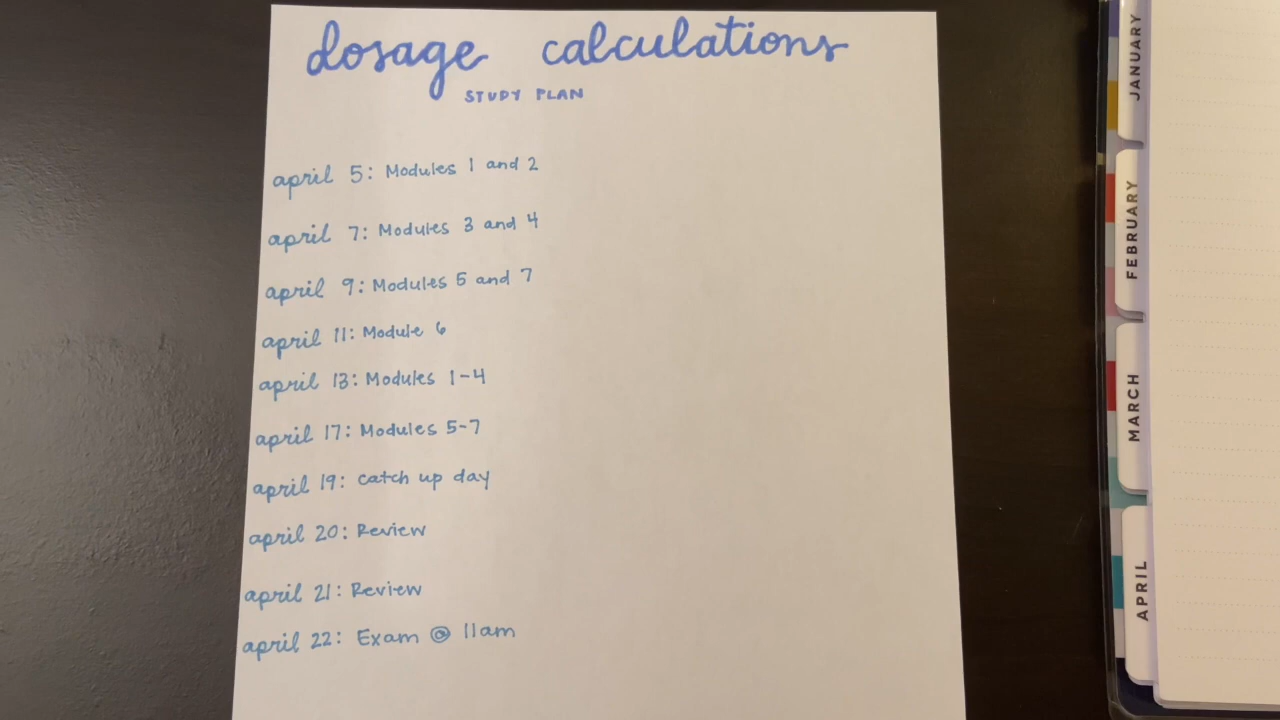 dosage calculations
STUDY PLAN
april 5: Modules 1 and 2
april 7: Modules 3 and 4
april 9: Modules 5 and 7
april 11: Module 6
april 13: Modules 1-4
april 17: Modules 5-7
april 19: catch up day
april 20: Review
april 21: Review
april 22: Exam @ 11am
JANUARY
FEBRUARY
MARCH
APRIL